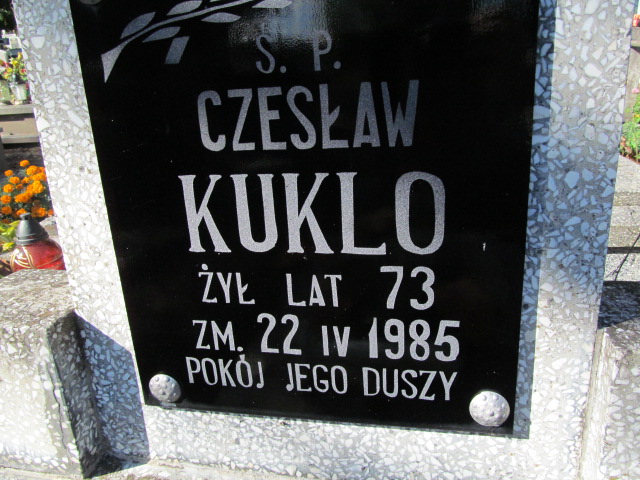 Ś. P.
CZESŁAW
KUKLO
ŻYŁ LAT 73
ZM. 22 IV 1985
POKÓJ JEGO DUSZY